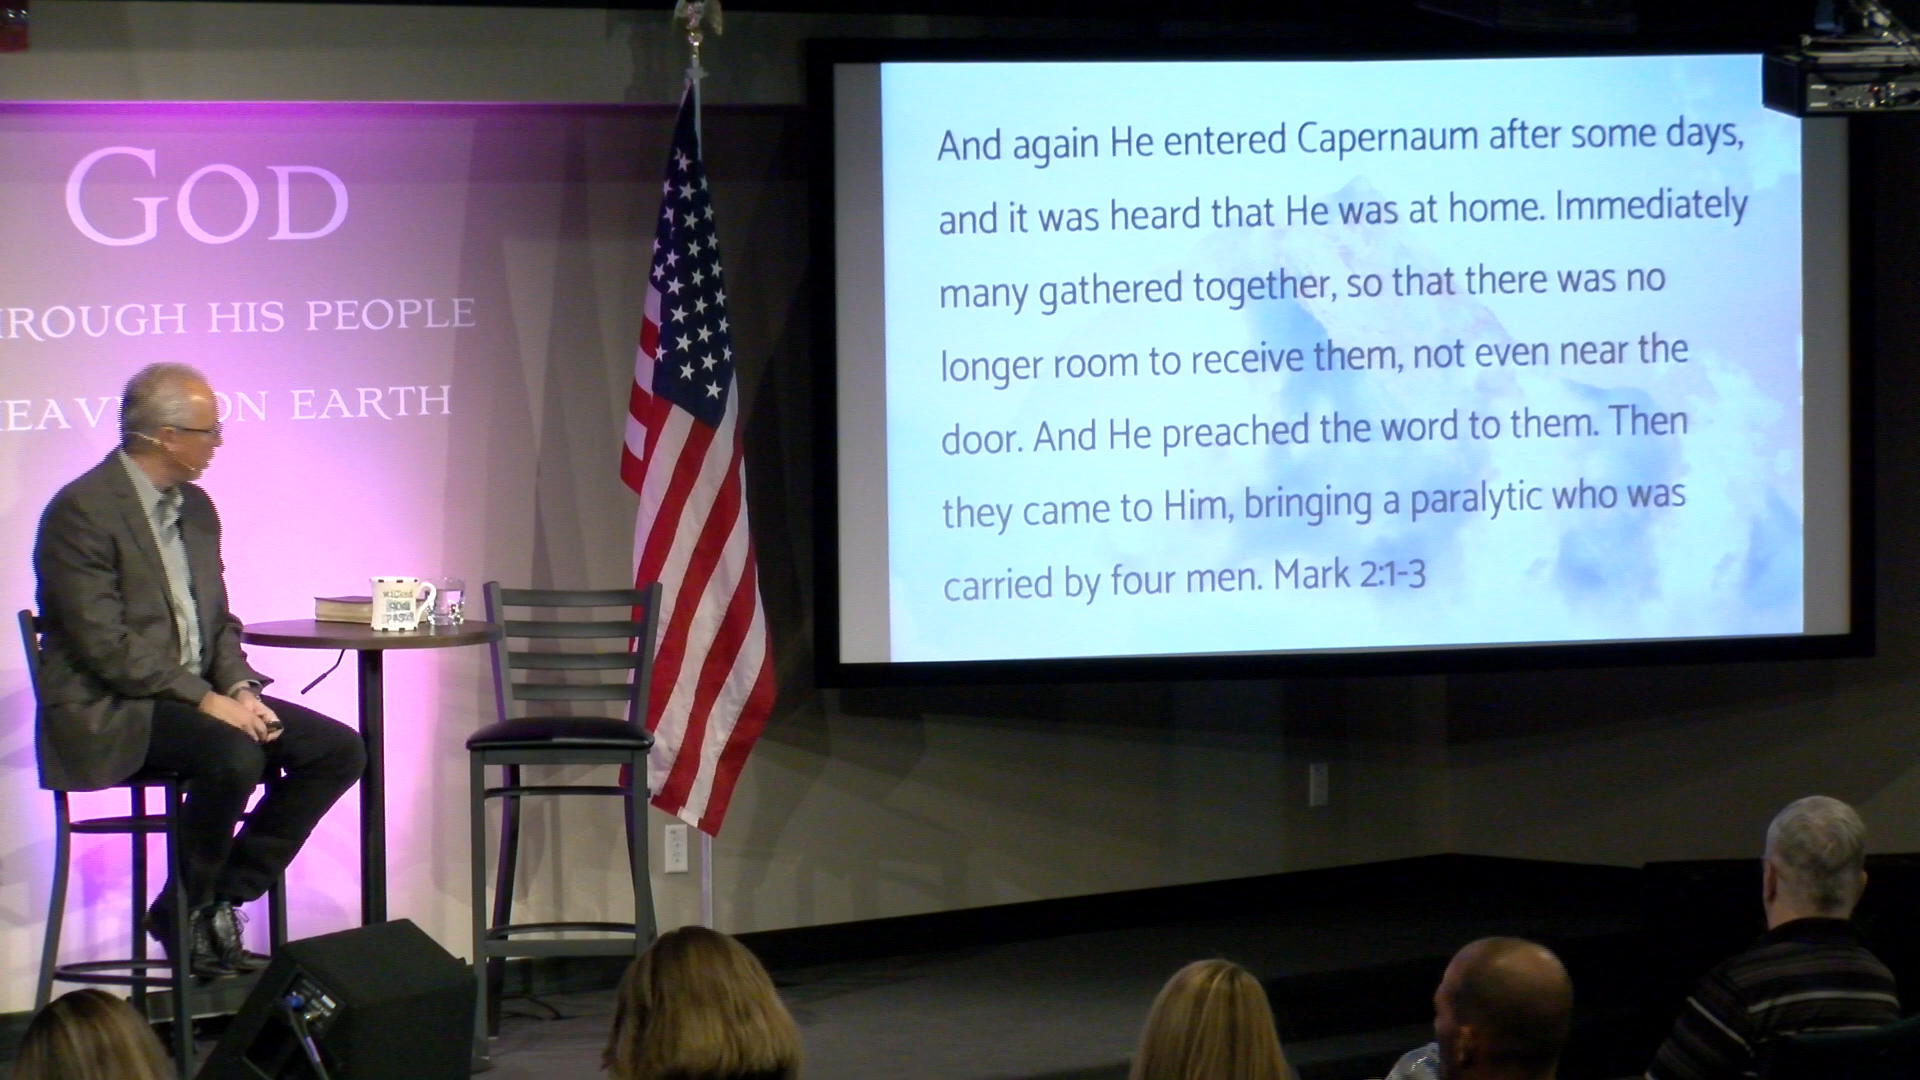 GOD
HIS PEOPLE
ON EARTH
And again He entered Capernaum after some days,
and it was heard that He was at home. Immediately
many gathered together, so that there was no
longer room to receive them, not even near the
door. And He preached the word to them. Then
they came to Him, bringing a paralytic who was
carried by four men. Mark 2:1-3